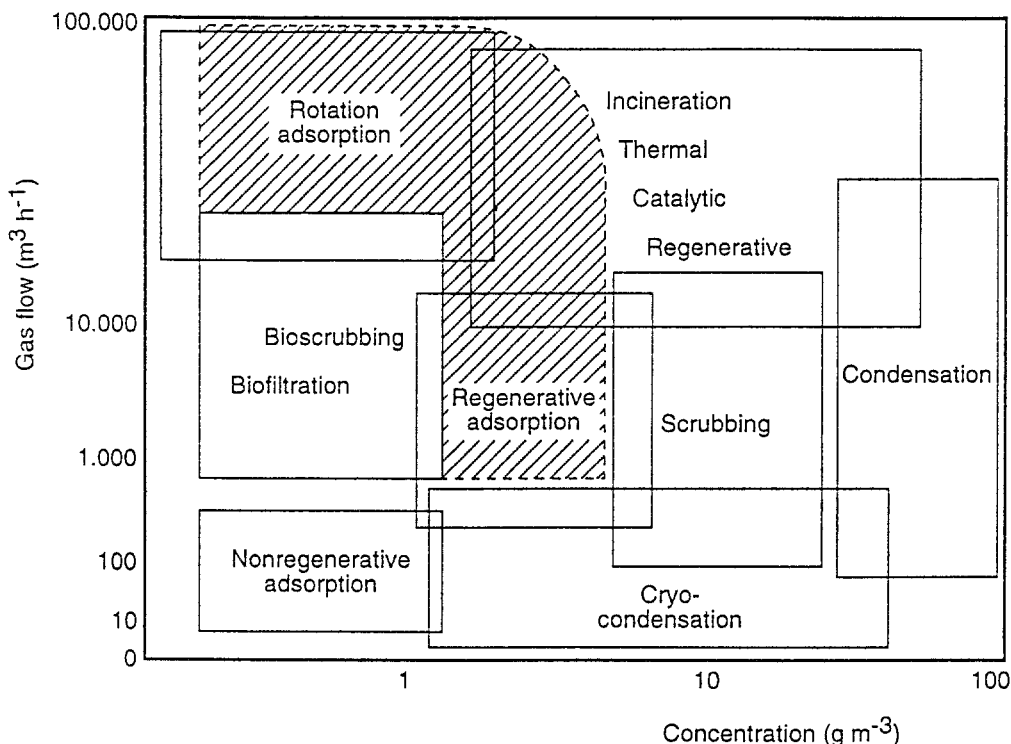 100.000
Rotation
adsorption
Incineration
Thermal
Catalytic
Regenerative
Gas flow (m³ h⁻¹)
10.000
Bioscrubbing
Biofiltration
Regenerative
adsorption
Scrubbing
Condensation
1.000
100
Nonregenerative
adsorption
Cryo-
condensation
10
0
1
10
100
Concentration (g m⁻³)